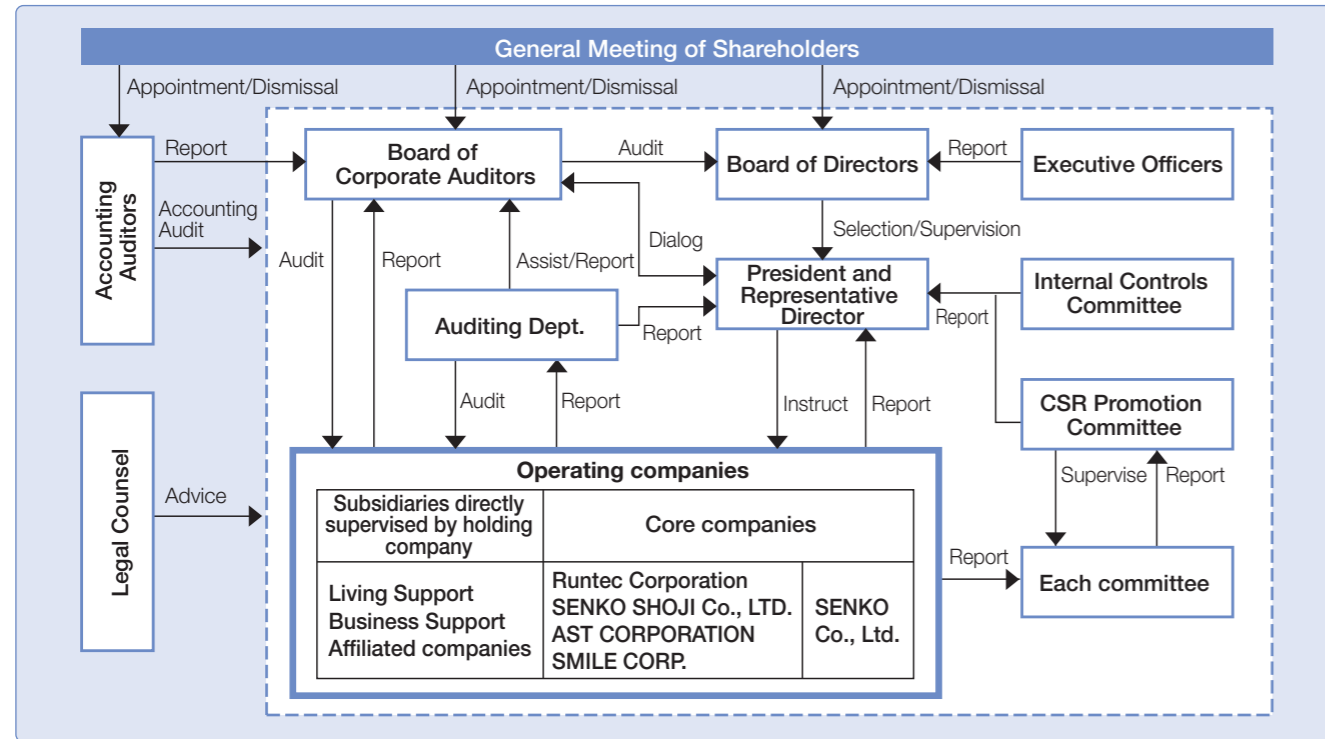 General Meeting of Shareholders
Appointment/Dismissal
Appointment/Dismissal
Appointment/Dismissal
Accounting
Auditors
Report
Accounting
Audit
Board of
Corporate Auditors
Audit
Board of Directors
Report
Executive Officers
Audit
Report
Assist/Report
Dialog
Selection/Supervision
Auditing Dept.
Report
President and
Representative
Director
Report
Internal Controls
Committee
Audit
Report
Instruct
Report
CSR Promotion
Committee
Supervise
Report
Each committee
Legal Counsel
Advice
Operating companies
Subsidiaries directly
supervised by holding
company
Core companies
Living Support
Business Support
Affiliated companies
Runtec Corporation
SENKO SHOJI Co., LTD.
AST CORPORATION
SMILE CORP.
SENKO
Co., Ltd.
Report